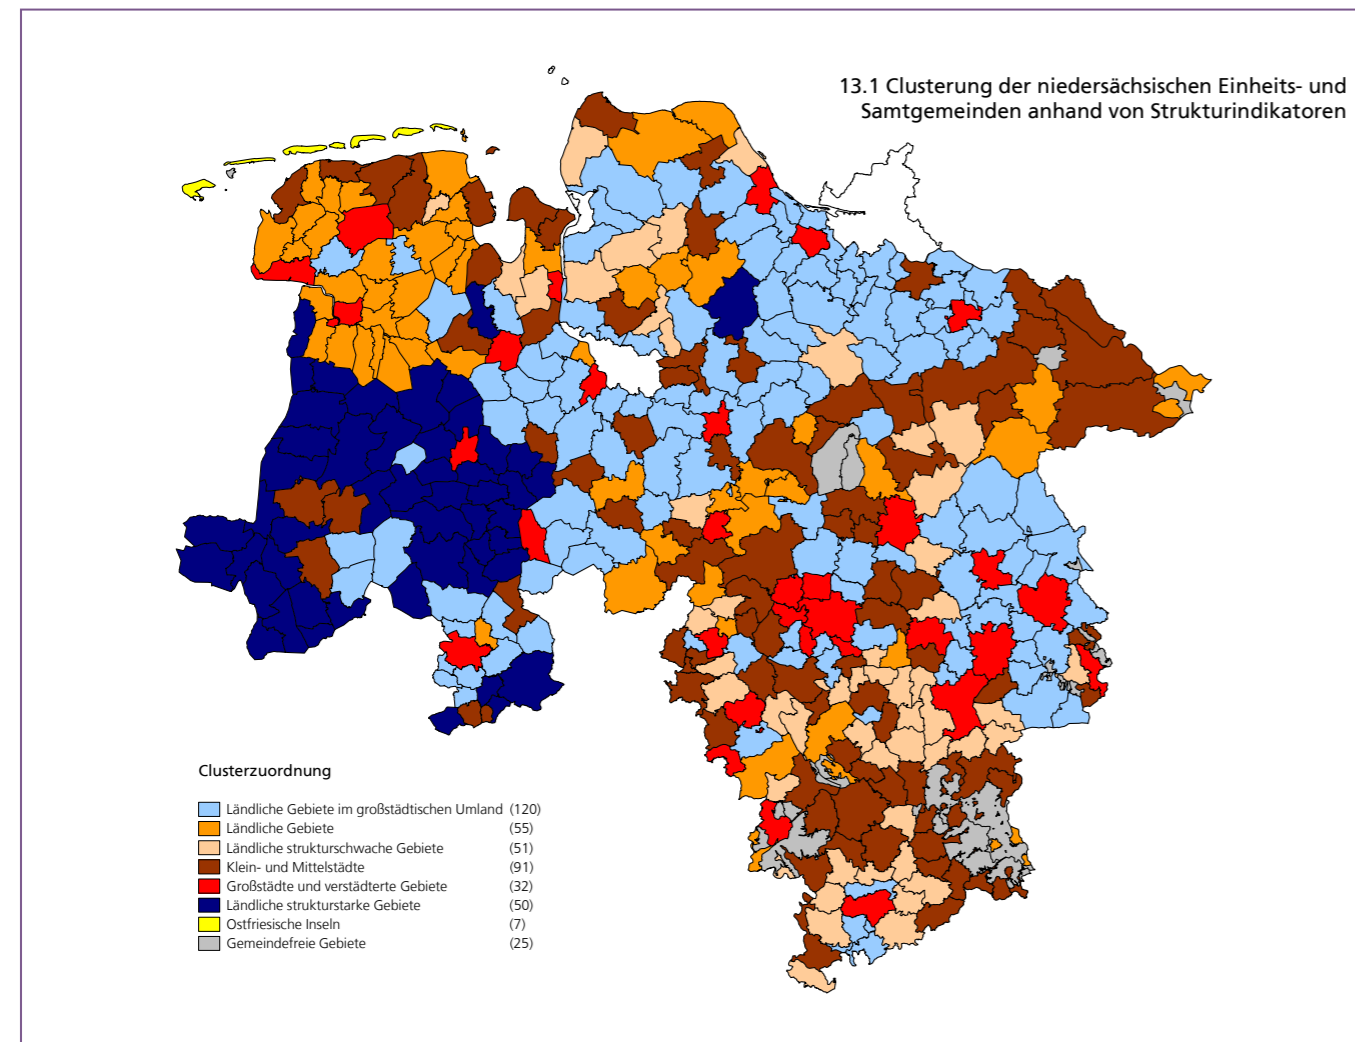 13.1 Clusterung der niedersächsischen Einheits- und
Samtgemeinden anhand von Strukturindikatoren
Clusterzuordnung
Ländliche Gebiete im großstädtischen Umland (120)
Ländliche Gebiete (55)
Ländliche strukturschwache Gebiete (51)
Klein- und Mittelstädte (91)
Großstädte und verstädterte Gebiete (32)
Ländliche strukturstarke Gebiete (50)
Ostfriesische Inseln (7)
Gemeindefreie Gebiete (25)